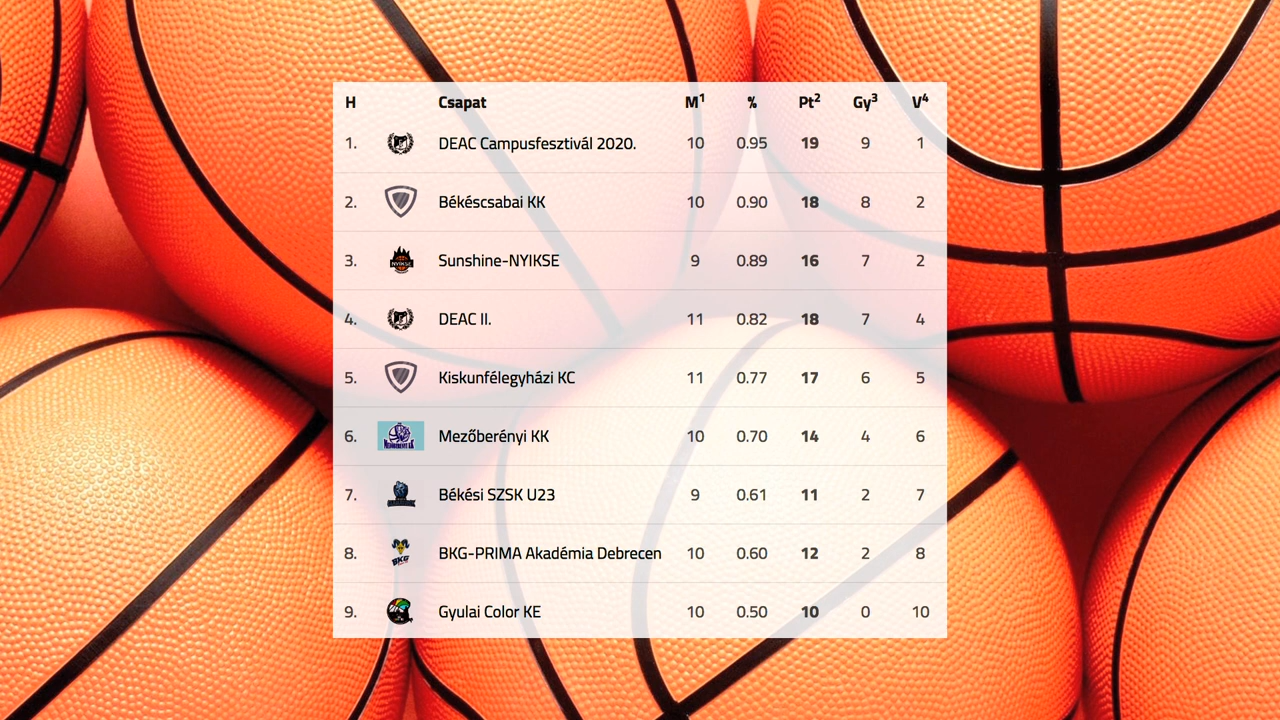 H Csapat M¹ % Pt² Gy³ V⁴
1. DEAC Campusfesztivál 2020. 10 0.95 19 9 1
2. Békéscsabai KK 10 0.90 18 8 2
3. NYIKSE Sunshine-NYIKSE 9 0.89 16 7 2
4. DEAC II. 11 0.82 18 7 4
5. Kiskunfélegyházi KC 11 0.77 17 6 5
6. Mezőberényi KK 10 0.70 14 4 6
7. Békési SZSK U23 9 0.61 11 2 7
8. BKG BKG-PRIMA Akadémia Debrecen 10 0.60 12 2 8
9. Gyulai Color KE 10 0.50 10 0 10